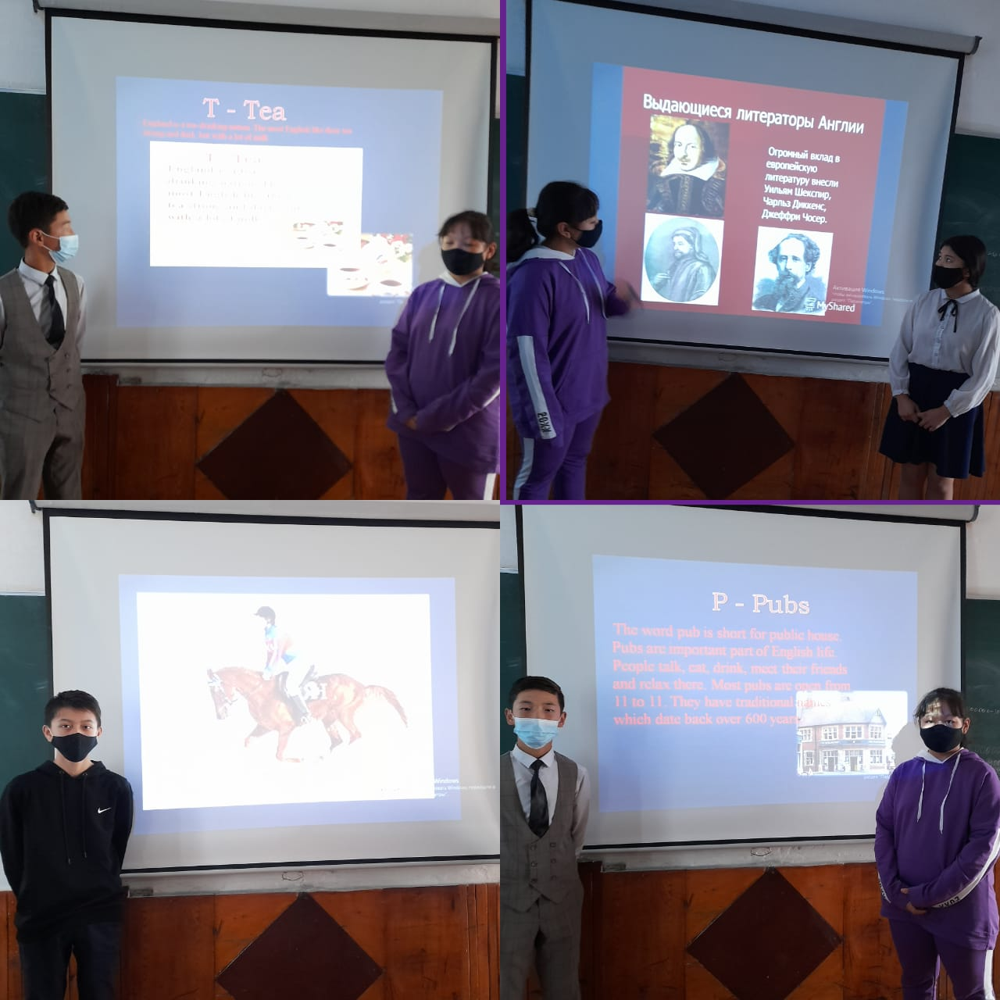 T - Tea
England is a tea-drinking nation. The most English like their tea
strong and dark, but with a lot of milk.
T - Tea
England is a tea-
drinking nation. The
most English like their
tea strong and dark, but
with a lot of milk.
Выдающиеся литераторы Англии
Огромный вклад в
европейскую
литературу внесли
Уильям Шекспир,
Чарльз Диккенс,
Джеффри Чосер.
Активация Windows
MyShared
Windows
P - Pubs
The word pub is short for public house.
Pubs are important part of English life.
People talk, eat, drink, meet their friends
and relax there. Most pubs are open from
11 to 11. They have traditional names
which date back over 600 years